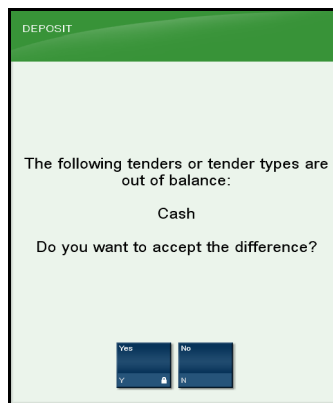 DEPOSIT
The following tenders or tender types are
out of balance:
Cash
Do you want to accept the difference?
Yes No
Y N